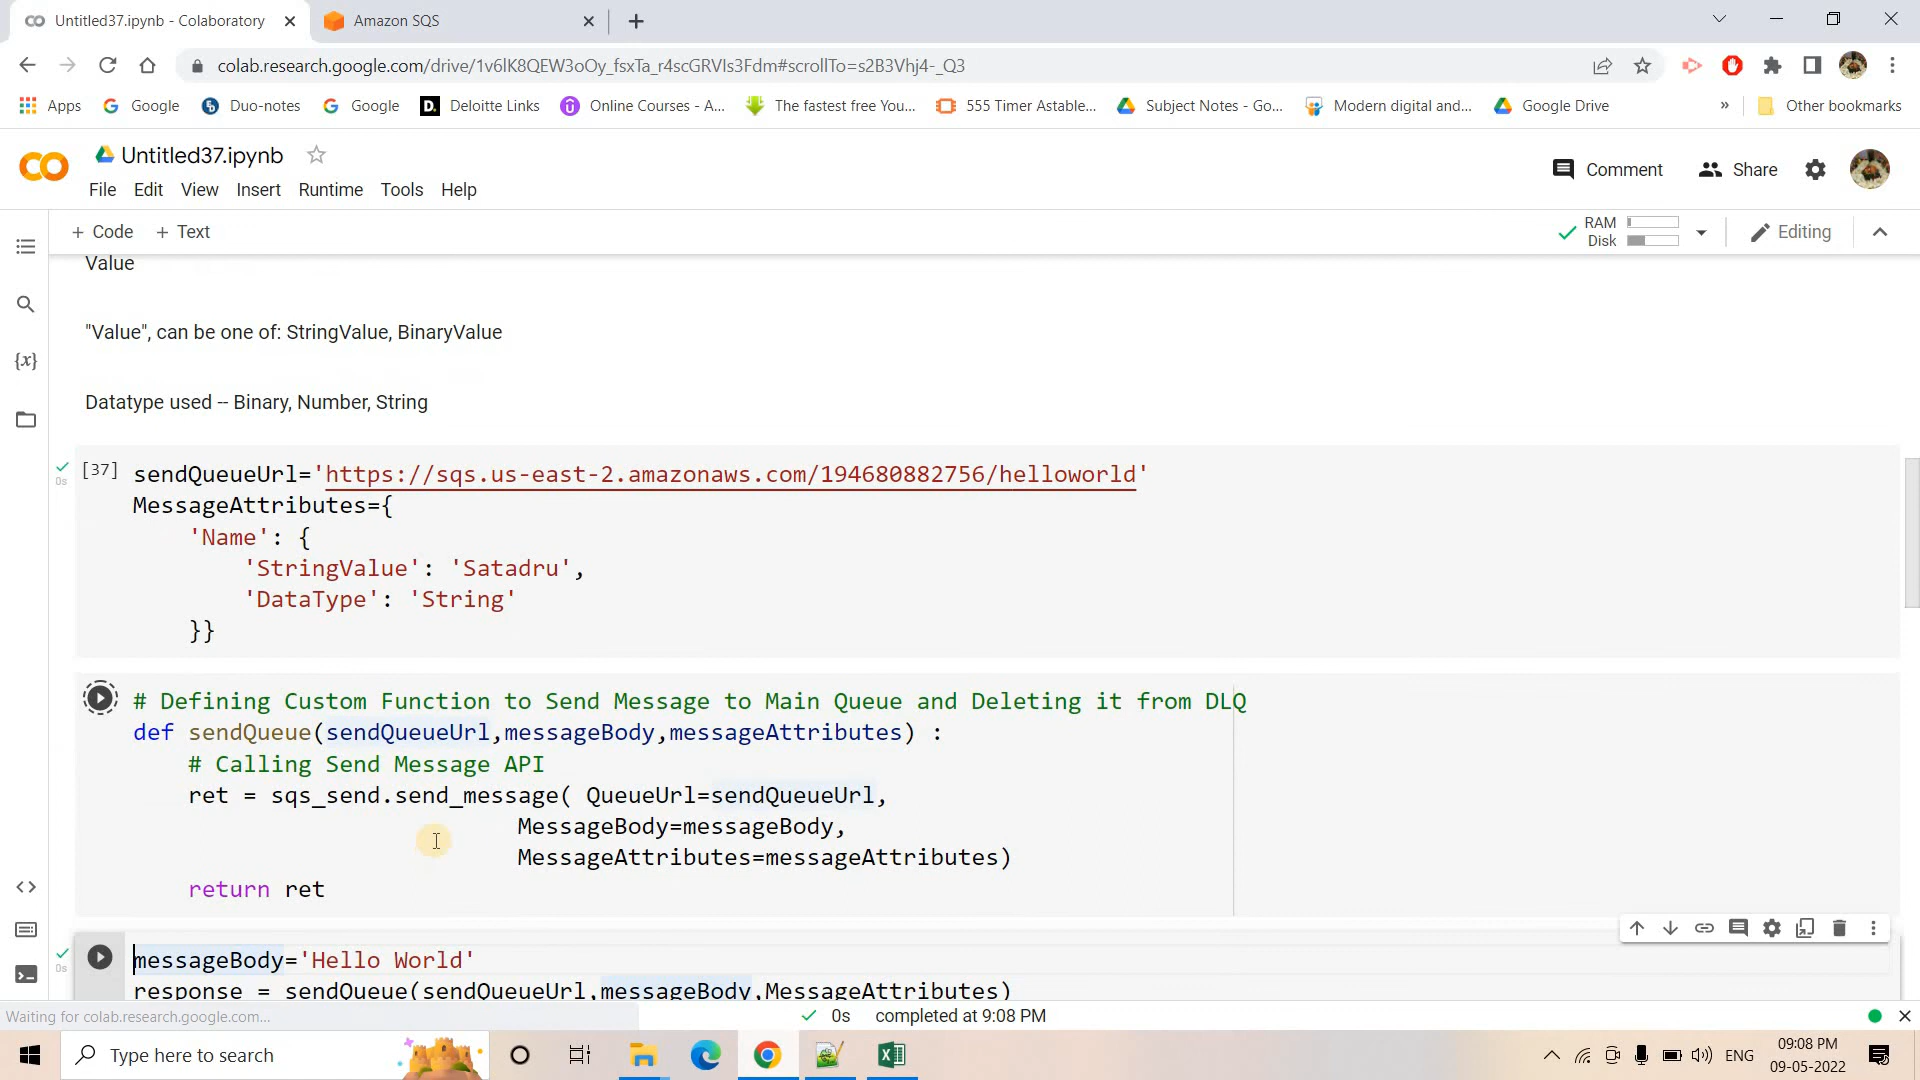 Untitled37.ipynb - Colaboratory
Amazon SQS
colab.research.google.com/drive/1v6lK8QEW3oOy_fsxTa_r4scGRVIs3Fdm#scrollTo=s2B3Vhj4-_Q3
Apps
Google
Duo-notes
Google
D.
Deloitte Links
Online Courses - A...
The fastest free You...
555 Timer Astable...
Subject Notes - Go...
Modern digital and...
Google Drive
»
Other bookmarks
Untitled37.ipynb
Comment
Share
File Edit View Insert Runtime Tools Help
+ Code + Text
RAM
Disk
Editing
Value
"Value", can be one of: StringValue, BinaryValue
Datatype used -- Binary, Number, String
[37]
0s
sendQueueUrl='https://sqs.us-east-2.amazonaws.com/194680882756/helloworld'
MessageAttributes={
'Name': {
'StringValue': 'Satadru',
'DataType': 'String'
}}
{x}
# Defining Custom Function to Send Message to Main Queue and Deleting it from DLQ
def sendQueue(sendQueueUrl,messageBody,messageAttributes) :
# Calling Send Message API
ret = sqs_send.send_message( QueueUrl=sendQueueUrl,
MessageBody=messageBody,
MessageAttributes=messageAttributes)
return ret
0s
messageBody='Hello World'
response = sendQueue(sendQueueUrl,messageBody,MessageAttributes)
Waiting for colab.research.google.com...
0s completed at 9:08 PM
Type here to search
ENG
09:08 PM
09-05-2022